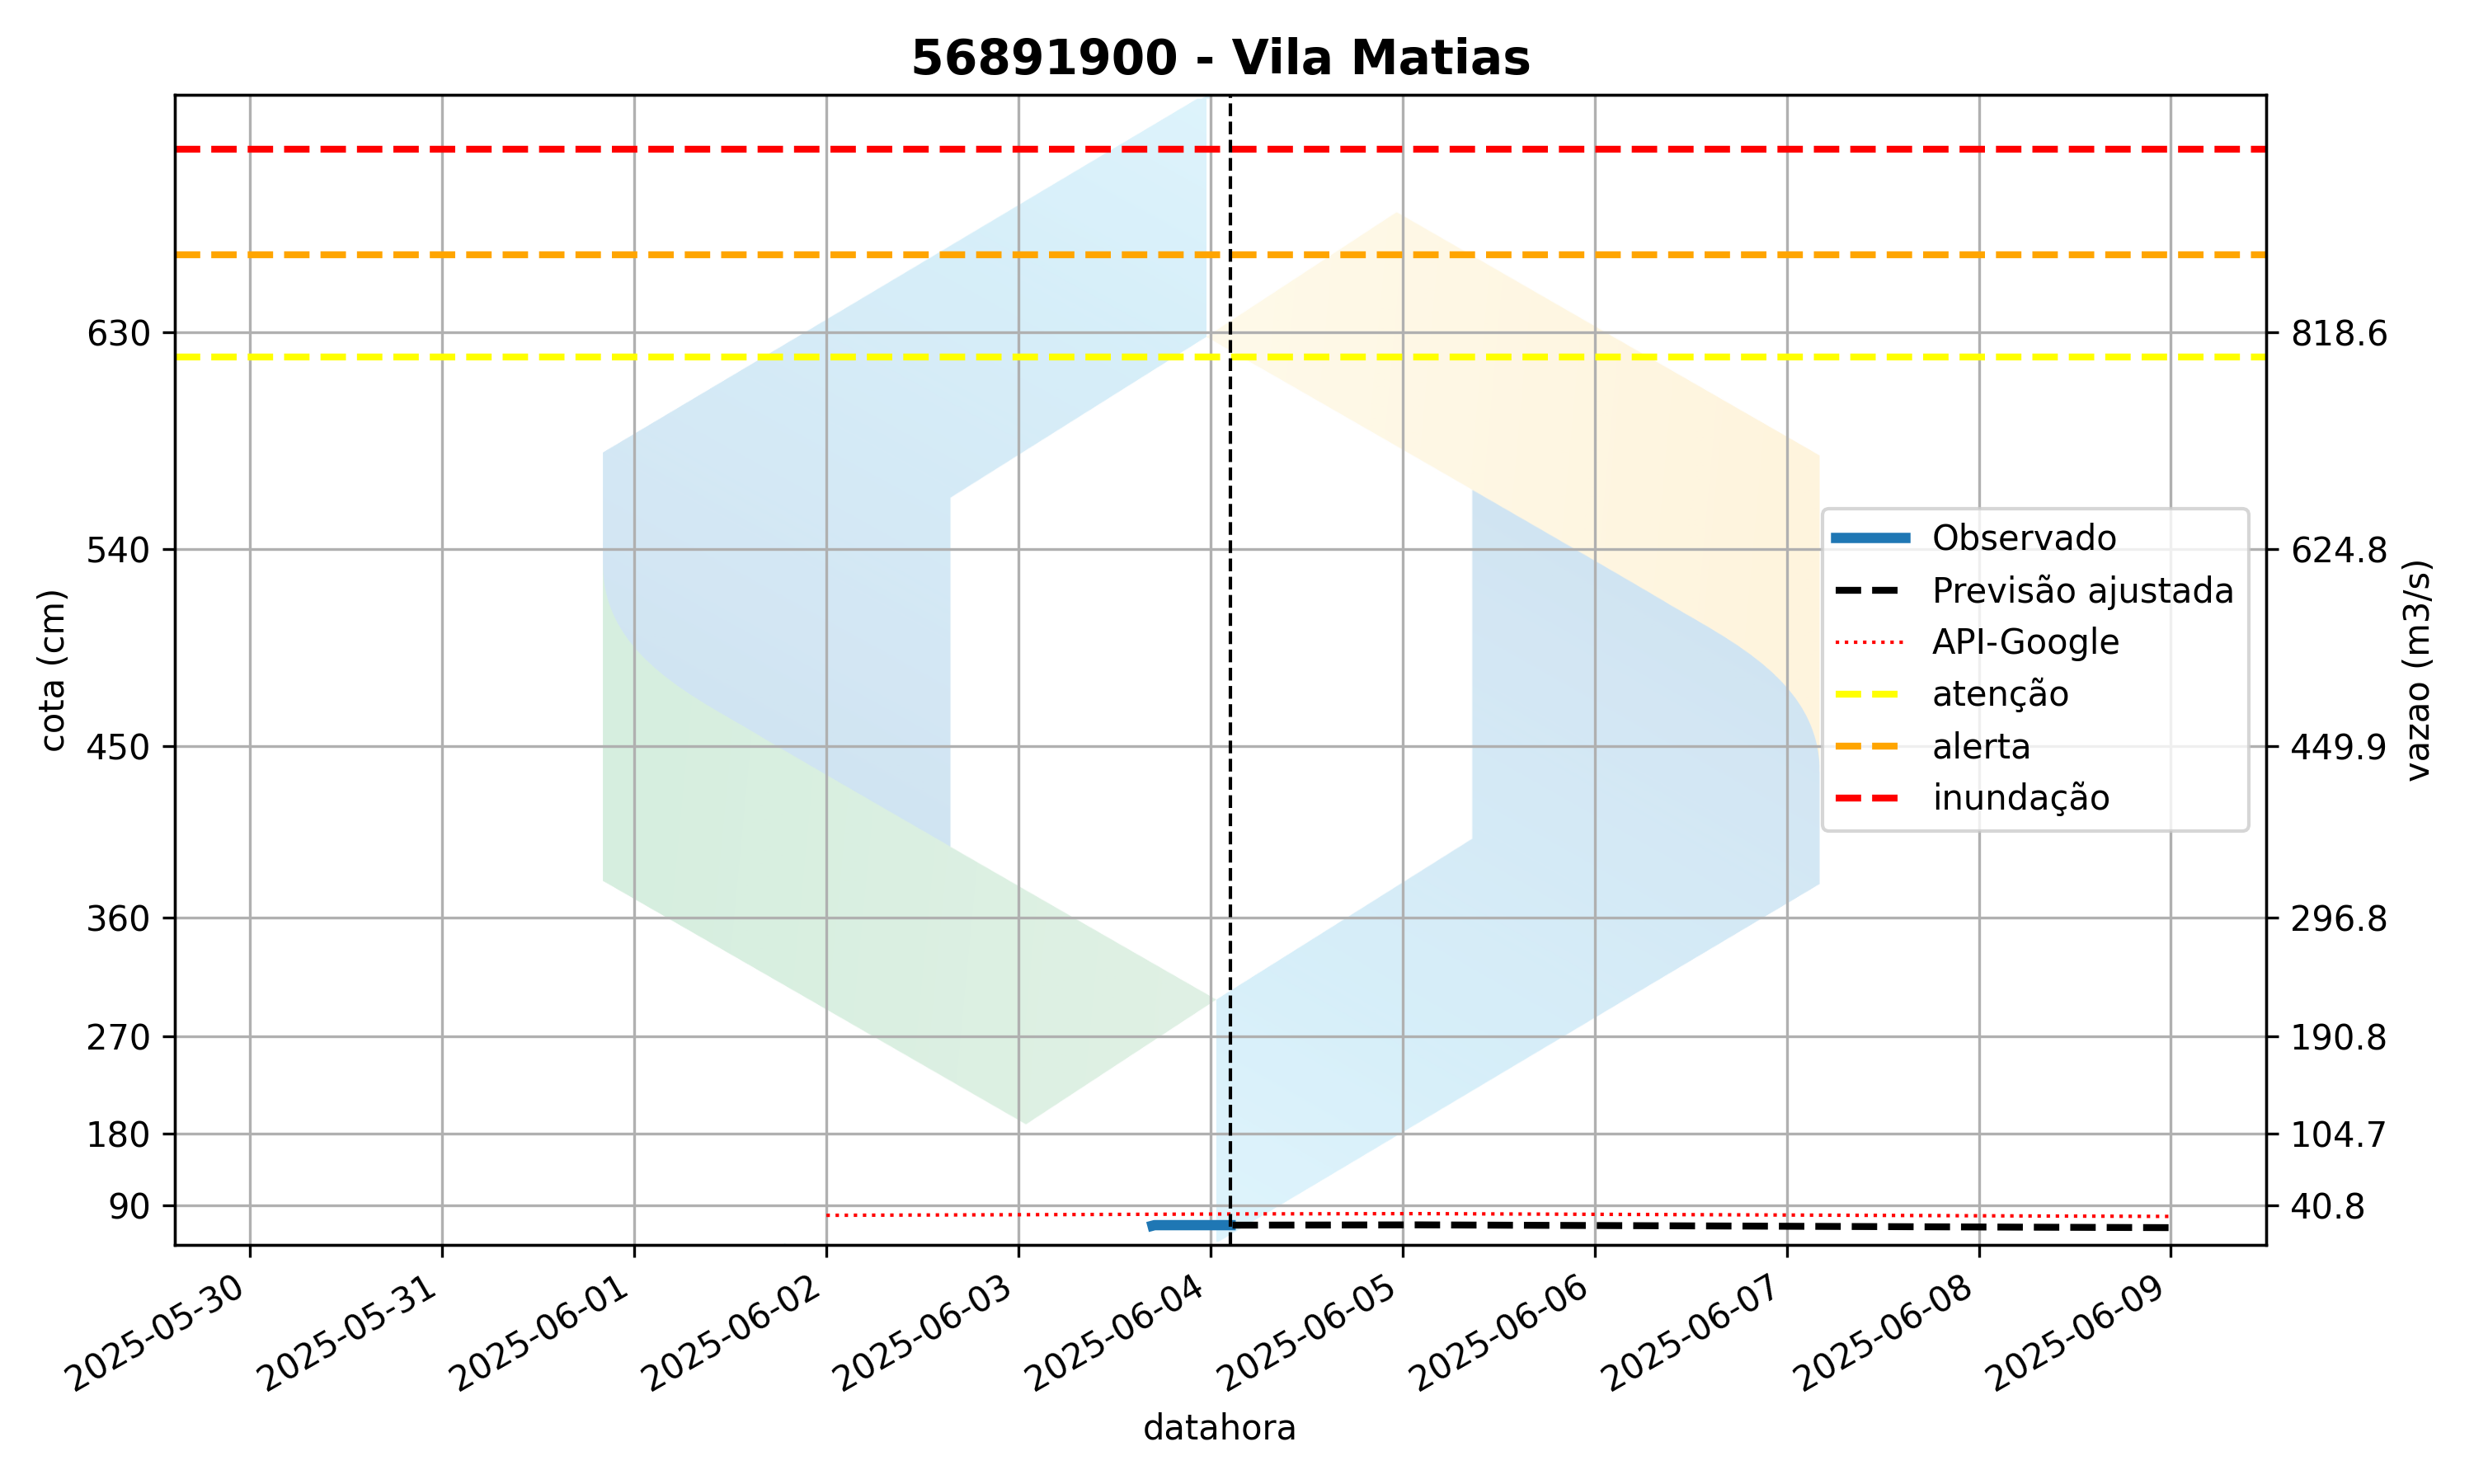 56891900 - Vila Matias
cota (cm)
630
540
450
360
270
180
90
818.6
624.8
449.9
296.8
190.8
104.7
40.8
vazao (m3/s)
Observado
Previsão ajustada
API-Google
atenção
alerta
inundação
2025-05-30
2025-05-31
2025-06-01
2025-06-02
2025-06-03
2025-06-04
2025-06-05
2025-06-06
2025-06-07
2025-06-08
2025-06-09
datahora